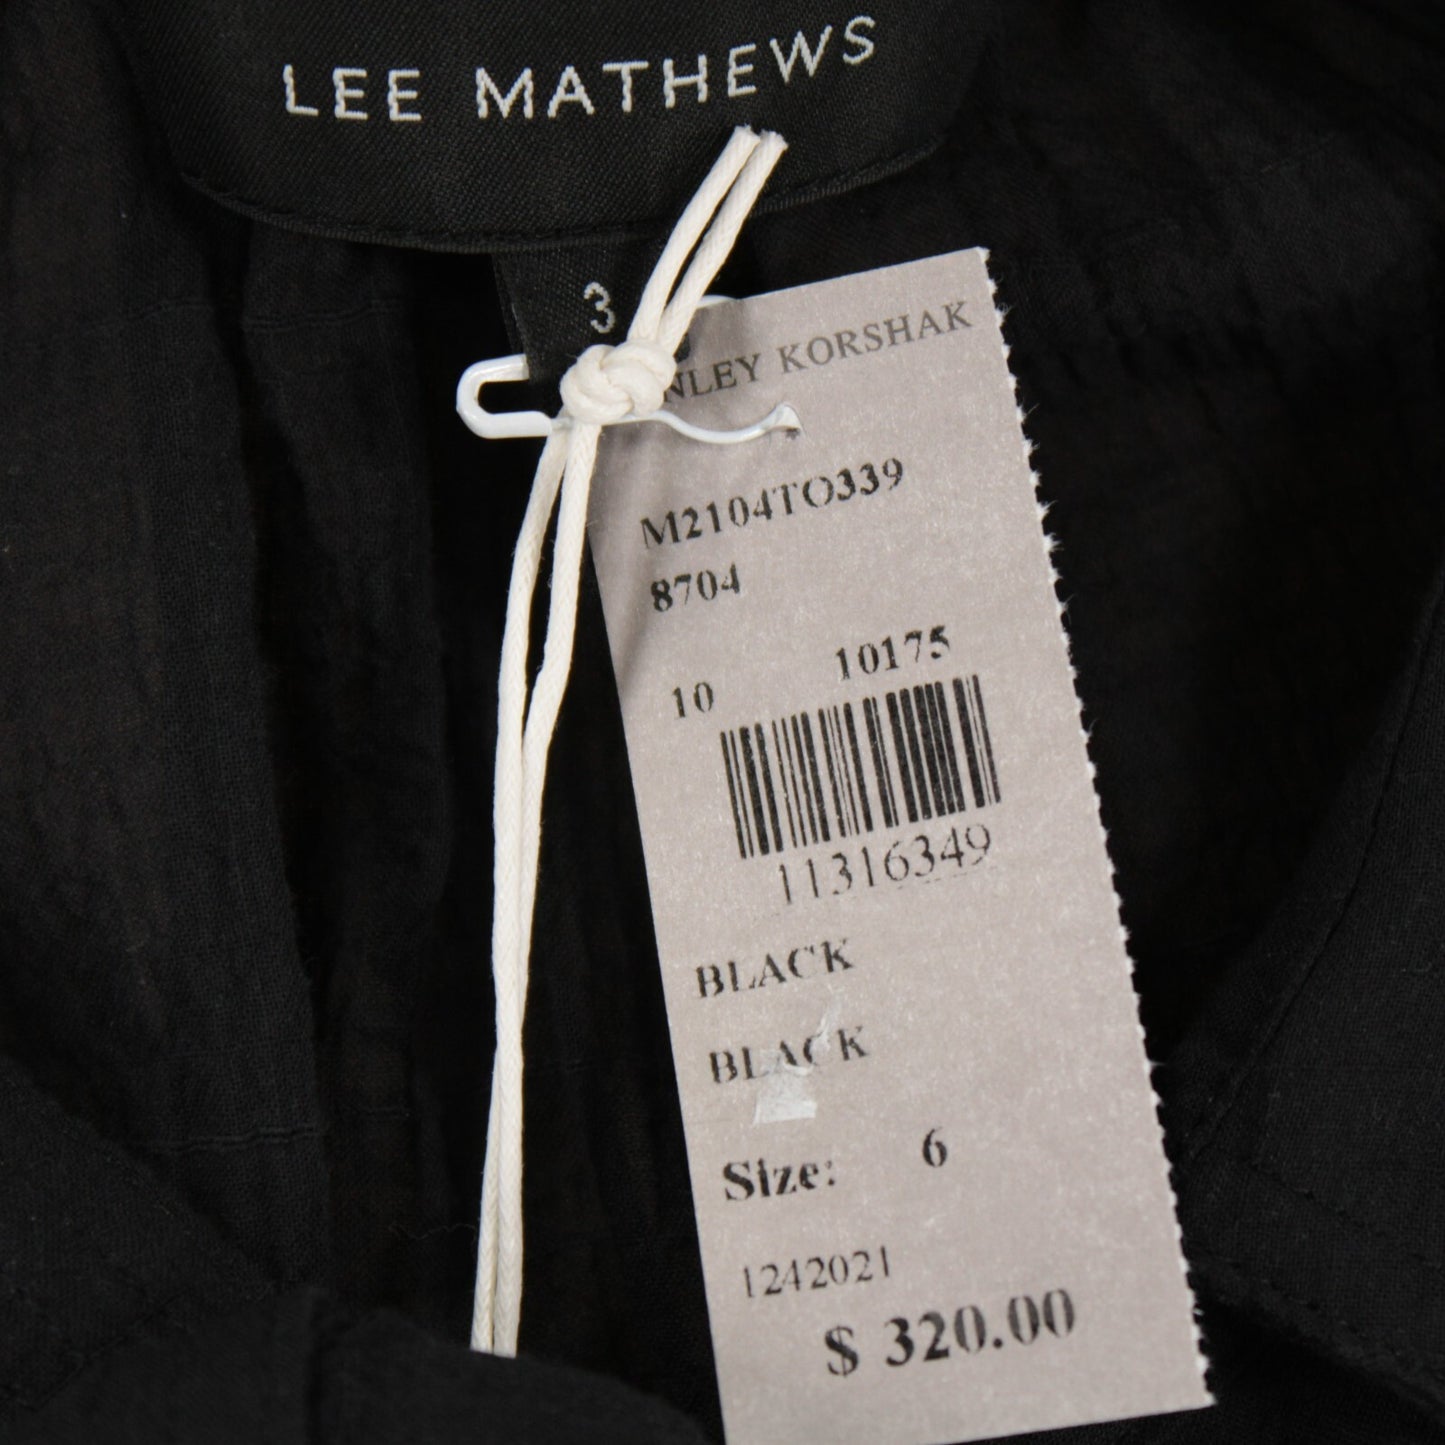 LEE MATHEWS
3
NLEY KORSHAK
M2104TO339
8704
10 10175
11316349
BLACK
BLACK
Size: 6
1242021
$ 320.00